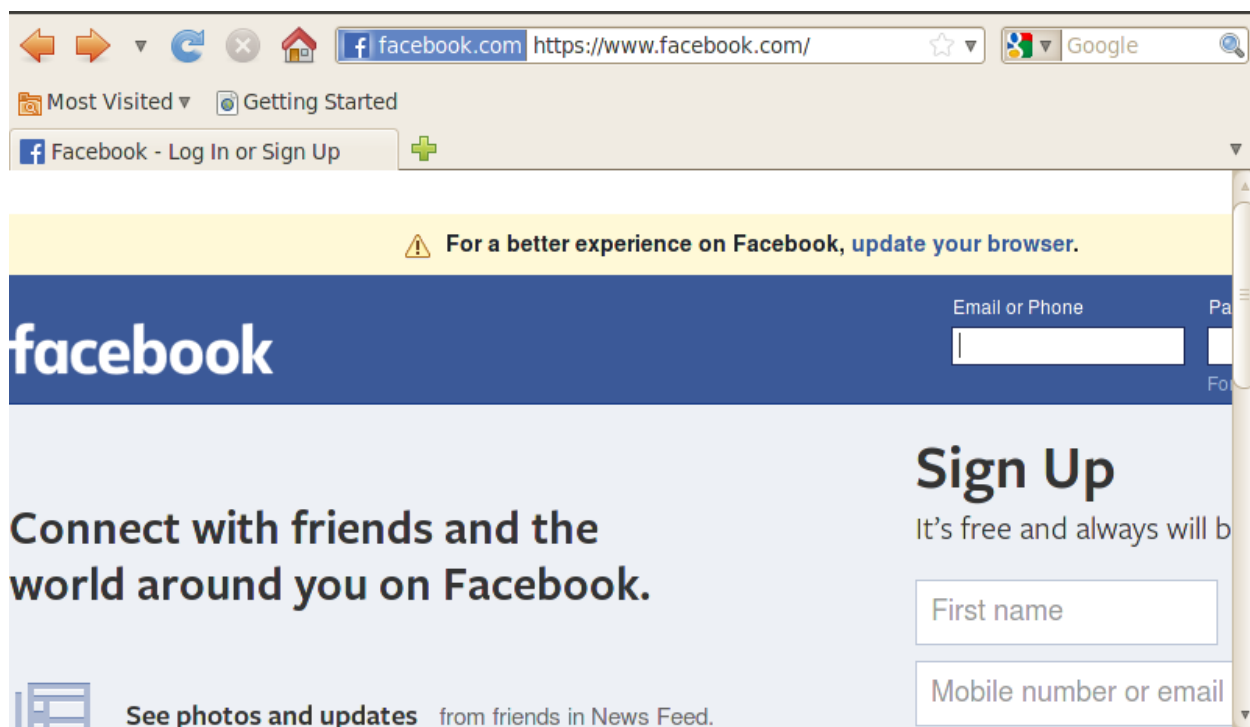 facebook.com https://www.facebook.com/ Google
Most Visited Getting Started
Facebook - Log In or Sign Up
For a better experience on Facebook, update your browser.
Email or Phone
facebook
Sign Up
It's free and always will
Connect with friends and the
world around you on Facebook.
First name
Mobile number or email
See photos and updates from friends in News Feed.